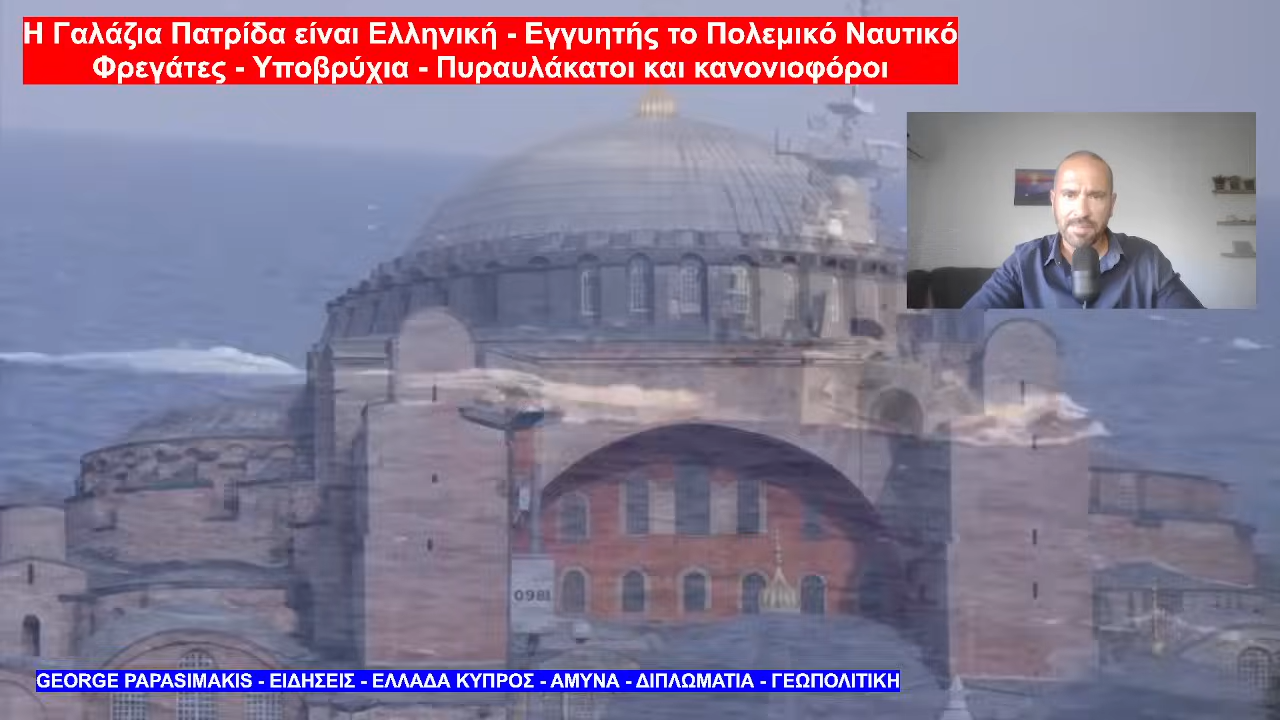 Η Γαλάζια Πατρίδα είναι Ελληνική - Εγγυητής το Πολεμικό Ναυτικό
Φρεγάτες - Υποβρύχια - Πυραυλάκατοι και κανονιοφόροι
0981
GEORGE PAPASIMAKIS - ΕΙΔΗΣΕΙΣ - ΕΛΛΑΔΑ ΚΥΠΡΟΣ - ΑΜΥΝΑ - ΔΙΠΛΩΜΑΤΙΑ - ΓΕΩΠΟΛΙΤΙΚΗ